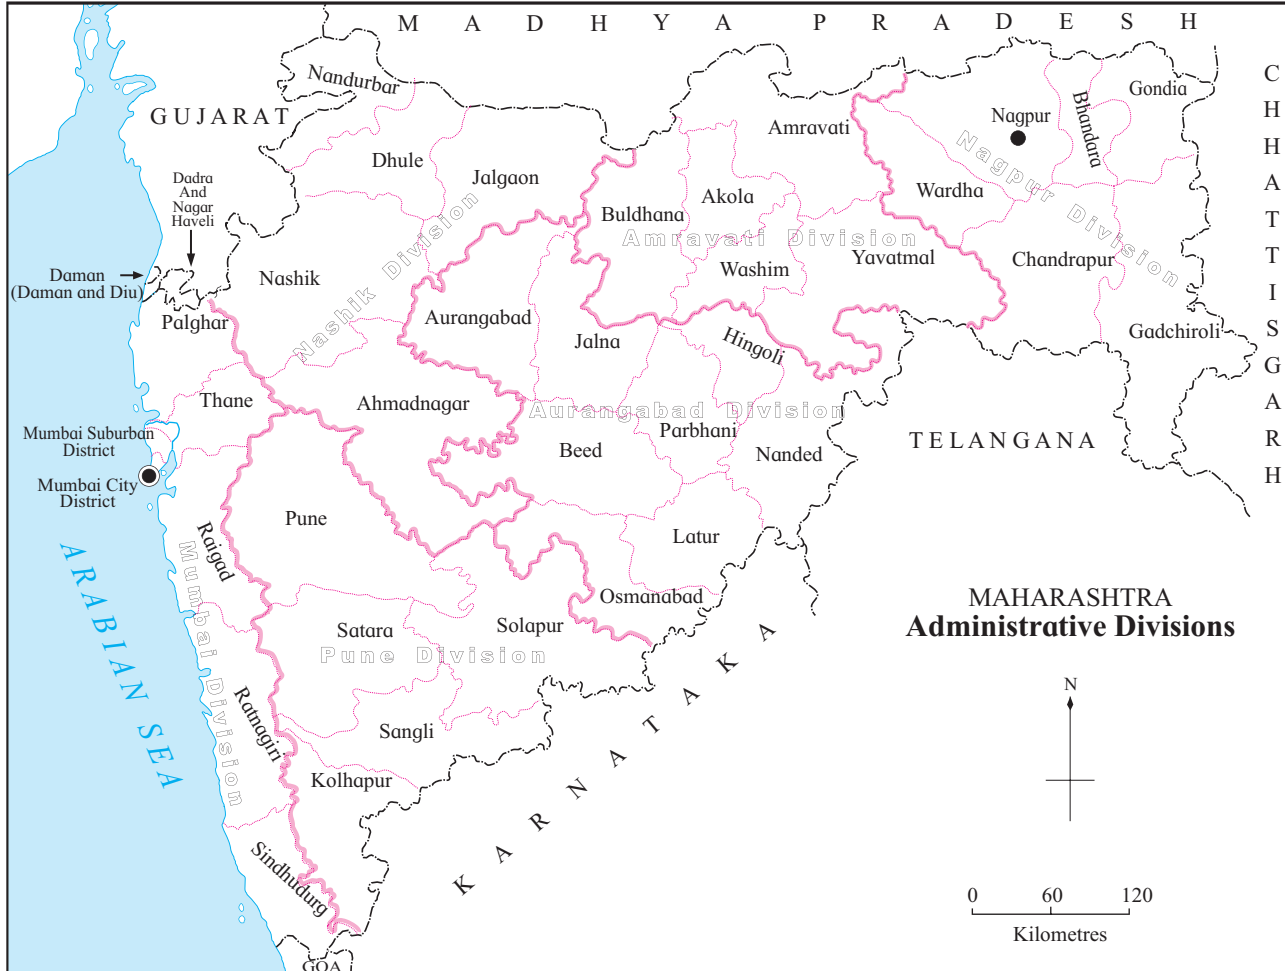 M A D H Y A P R A D E S H
CHHATTISGARH
Nandurbar
GUJARAT
Gondia
Bhandara
Nagpur
Amravati
Dhule
Jalgaon
Dadra
And
Nagar
Haveli
Wardha
Akola
Buldhana
Nagpur Division
Amravati Division
Nashik Division
Yavatmal
Chandrapur
Washim
Nashik
Daman
(Daman and Diu)
Palghar
Aurangabad
Jalna
Hingoli
Gadchiroli
Thane
Ahmadnagar
Aurangabad Division
Parbhani
Mumbai Suburban
District
Beed
Nanded
TELANGANA
Mumbai City
District
Pune
Raigad
Latur
ARABIAN SEA
Mumbai Division
Osmanabad
MAHARASHTRA
Administrative Divisions
Satara
Solapur
Pune Division
KARNATAKA
Ratnagiri
Sangli
Kolhapur
N
Sindhudurg
0 60 120
Kilometres
GOA